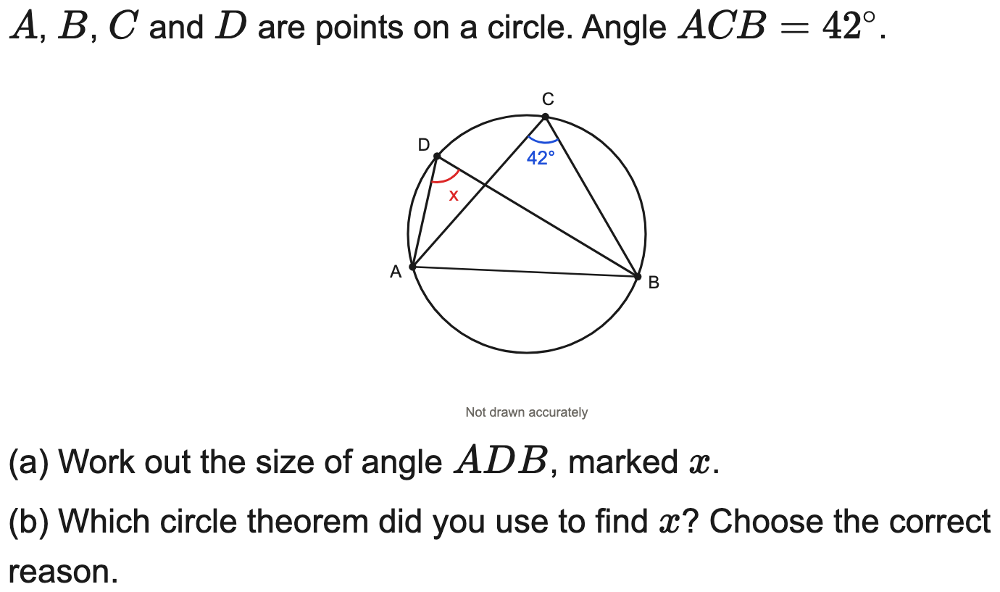 A, B, C and D are points on a circle. Angle ACB = 42°.
C
D
42°
x
A
B
Not drawn accurately
(a) Work out the size of angle ADB, marked x.
(b) Which circle theorem did you use to find x? Choose the correct
reason.